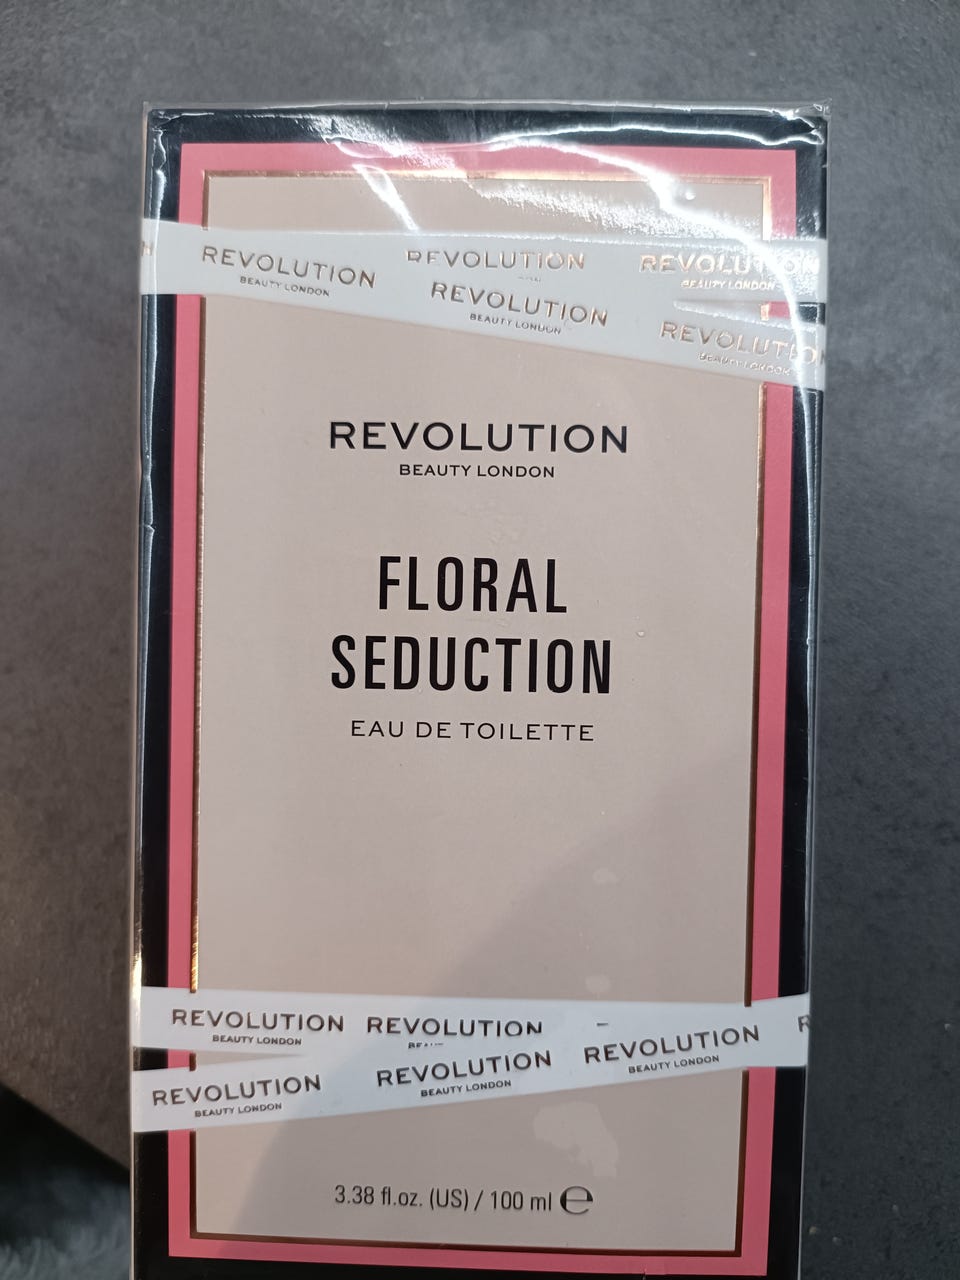 REVOLUTION REVOLUTION REVOLUTION
BEAUTY LONDON BEAUTY LONDON
REVOLUTION REVOLUTION
BEAUTY LONDON BEAUTY LONDON
REVOLUTION
BEAUTY LONDON
FLORAL
SEDUCTION
EAU DE TOILETTE
REVOLUTION REVOLUTION
BEAUTY LONDON
REVOLUTION REVOLUTION REVOLUTION
BEAUTY LONDON BEAUTY LONDON BEAUTY LONDON
3.38 fl.oz. (US) / 100 ml ℮